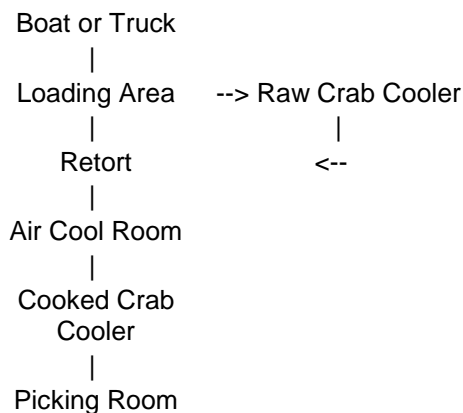 Boat or Truck
|
Loading Area --> Raw Crab Cooler
| |
Retort <--
|
Air Cool Room
|
Cooked Crab
Cooler
|
Picking Room